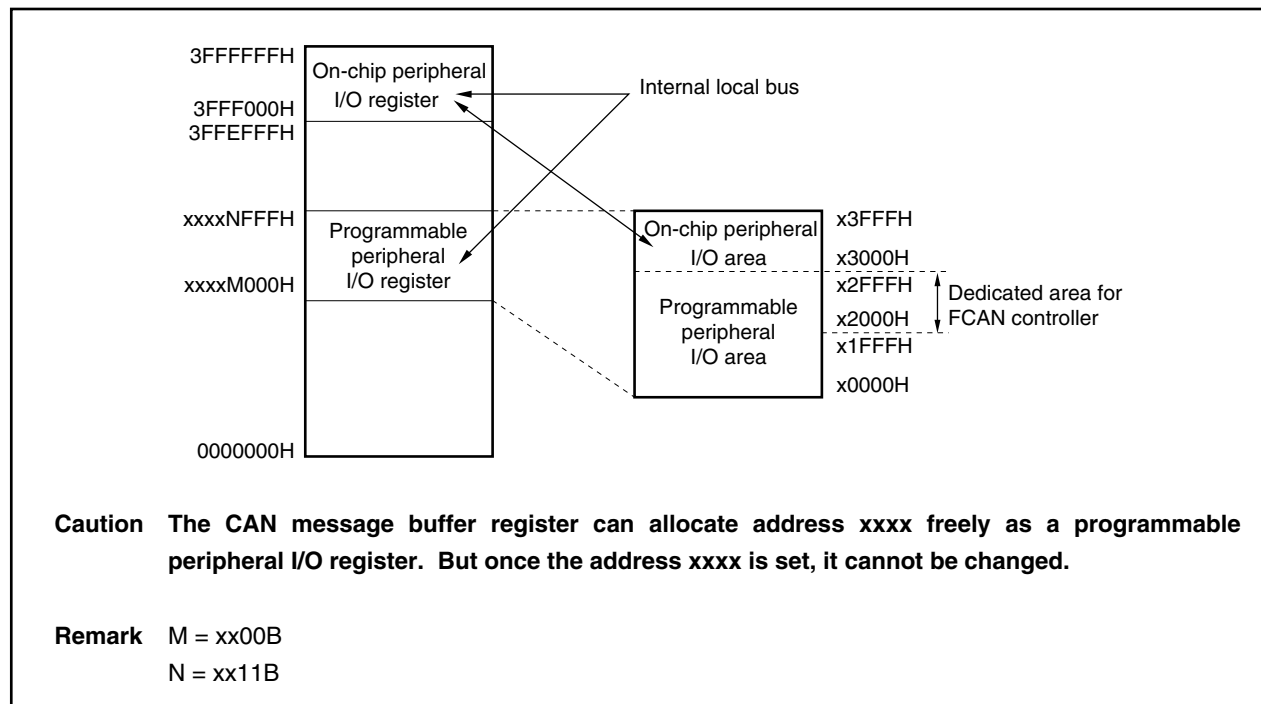 3FFFFFFH
On-chip peripheral
I/O register
3FFF000H
3FFEFFFH
Internal local bus
xxxxNFFFH
Programmable
peripheral
I/O register
xxxxM000H
0000000H
On-chip peripheral
I/O area
Programmable
peripheral
I/O area
x3FFFH
x3000H
x2FFFH
x2000H
x1FFFH
x0000H
Dedicated area for
FCAN controller
Caution The CAN message buffer register can allocate address xxxx freely as a programmable
peripheral I/O register. But once the address xxxx is set, it cannot be changed.
Remark M = xx00B
N = xx11B